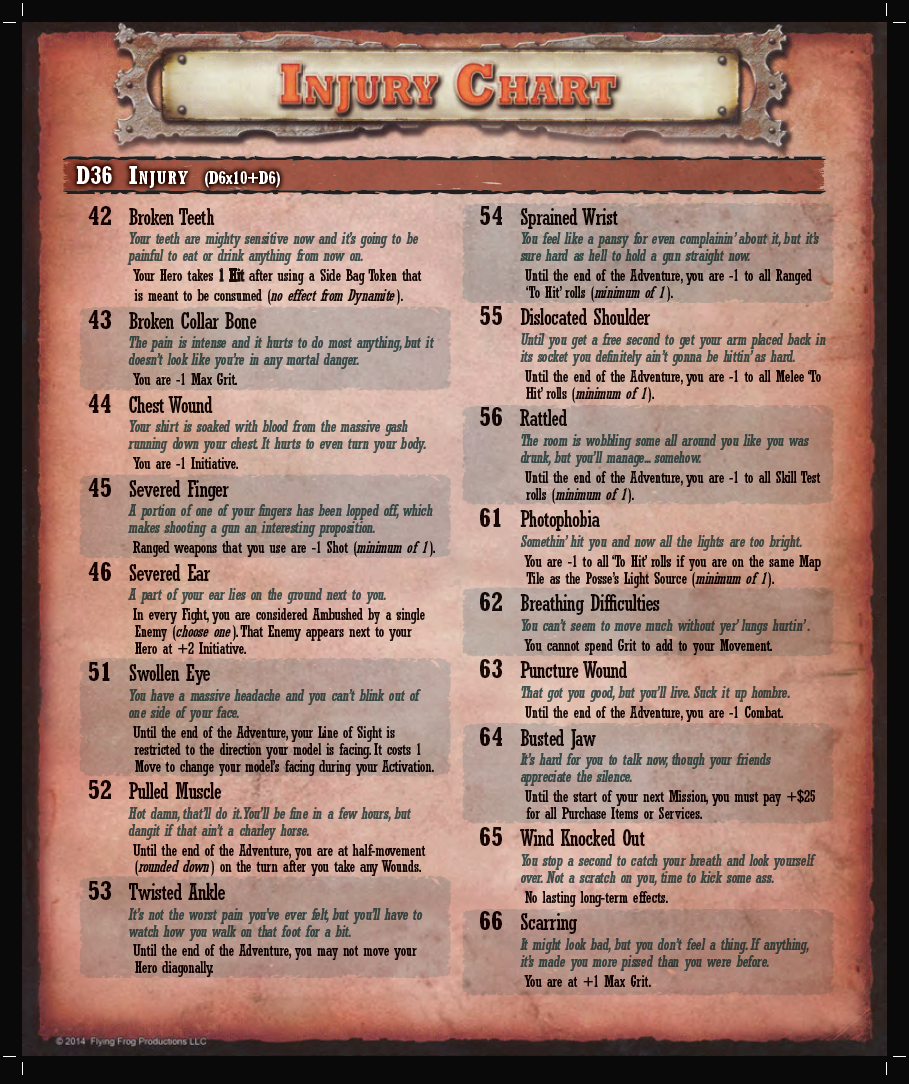 INJURY CHART
D36 INJURY (D6x10+D6)
42 Broken Teeth
Your teeth are mighty sensitive now and it's going to be
painful to eat or drink anything from now on.
Your Hero takes 1 Hit after using a Side Bag Token that
is meant to be consumed (no effect from Dynamite).
43 Broken Collar Bone
The pain is intense and it hurts to do most anything, but it
doesn't look like you're in any mortal danger.
You are -1 Max Grit.
44 Chest Wound
Your shirt is soaked with blood from the massive gash
running down your chest. It hurts to even turn your body.
You are -1 Initiative.
45 Severed Finger
A portion of one of your fingers has been lopped off, which
makes shooting a gun an interesting proposition.
Ranged weapons that you use are -1 Shot (minimum of 1).
46 Severed Ear
A part of your ear lies on the ground next to you.
In every Fight, you are considered Ambushed by a single
Enemy (choose one). That Enemy appears next to your
Hero at +2 Initiative.
51 Swollen Eye
You have a massive headache and you can't blink out of
one side of your face.
Until the end of the Adventure, your Line of Sight is
restricted to the direction your model is facing. It costs 1
Move to change your model's facing during your Activation.
52 Pulled Muscle
Hot damn, that'll do it. You'll be fine in a few hours, but
dangit if that ain't a charley horse.
Until the end of the Adventure, you are at half-movement
(rounded down) on the turn after you take any Wounds.
53 Twisted Ankle
It's not the worst pain you've ever felt, but you'll have to
watch how you walk on that foot for a bit.
Until the end of the Adventure, you may not move your
Hero diagonally.
54 Sprained Wrist
You feel like a pansy for even complainin' about it, but it's
sure hard as hell to hold a gun straight now.
Until the end of the Adventure, you are -1 to all Ranged
'To Hit' rolls (minimum of 1).
55 Dislocated Shoulder
Until you get a free second to get your arm placed back in
its socket you definitely ain't gonna be hittin' as hard.
Until the end of the Adventure, you are -1 to all Melee 'To
Hit' rolls (minimum of 1).
56 Rattled
The room is wobbling some all around you like you was
drunk, but you'll manage... somehow.
Until the end of the Adventure, you are -1 to all Skill Test
rolls (minimum of 1).
61 Photophobia
Somethin' hit you and now all the lights are too bright.
You are -1 to all 'To Hit' rolls if you are on the same Map
Tile as the Posse's Light Source (minimum of 1).
62 Breathing Difficulties
You can't seem to move much without yer' lungs hurtin'.
You cannot spend Grit to add to your Movement.
63 Puncture Wound
That got you good, but you'll live. Suck it up hombre.
Until the end of the Adventure, you are -1 Combat.
64 Busted Jaw
It's hard for you to talk now, though your friends
appreciate the silence.
Until the start of your next Mission, you must pay +$25
for all Purchase Items or Services.
65 Wind Knocked Out
You stop a second to catch your breath and look yourself
over. Not a scratch on you, time to kick some ass.
No lasting long-term effects.
66 Scarring
It might look bad, but you don't feel a thing. If anything,
it's made you more pissed than you were before.
You are at +1 Max Grit.
© 2014 Flying Frog Productions LLC